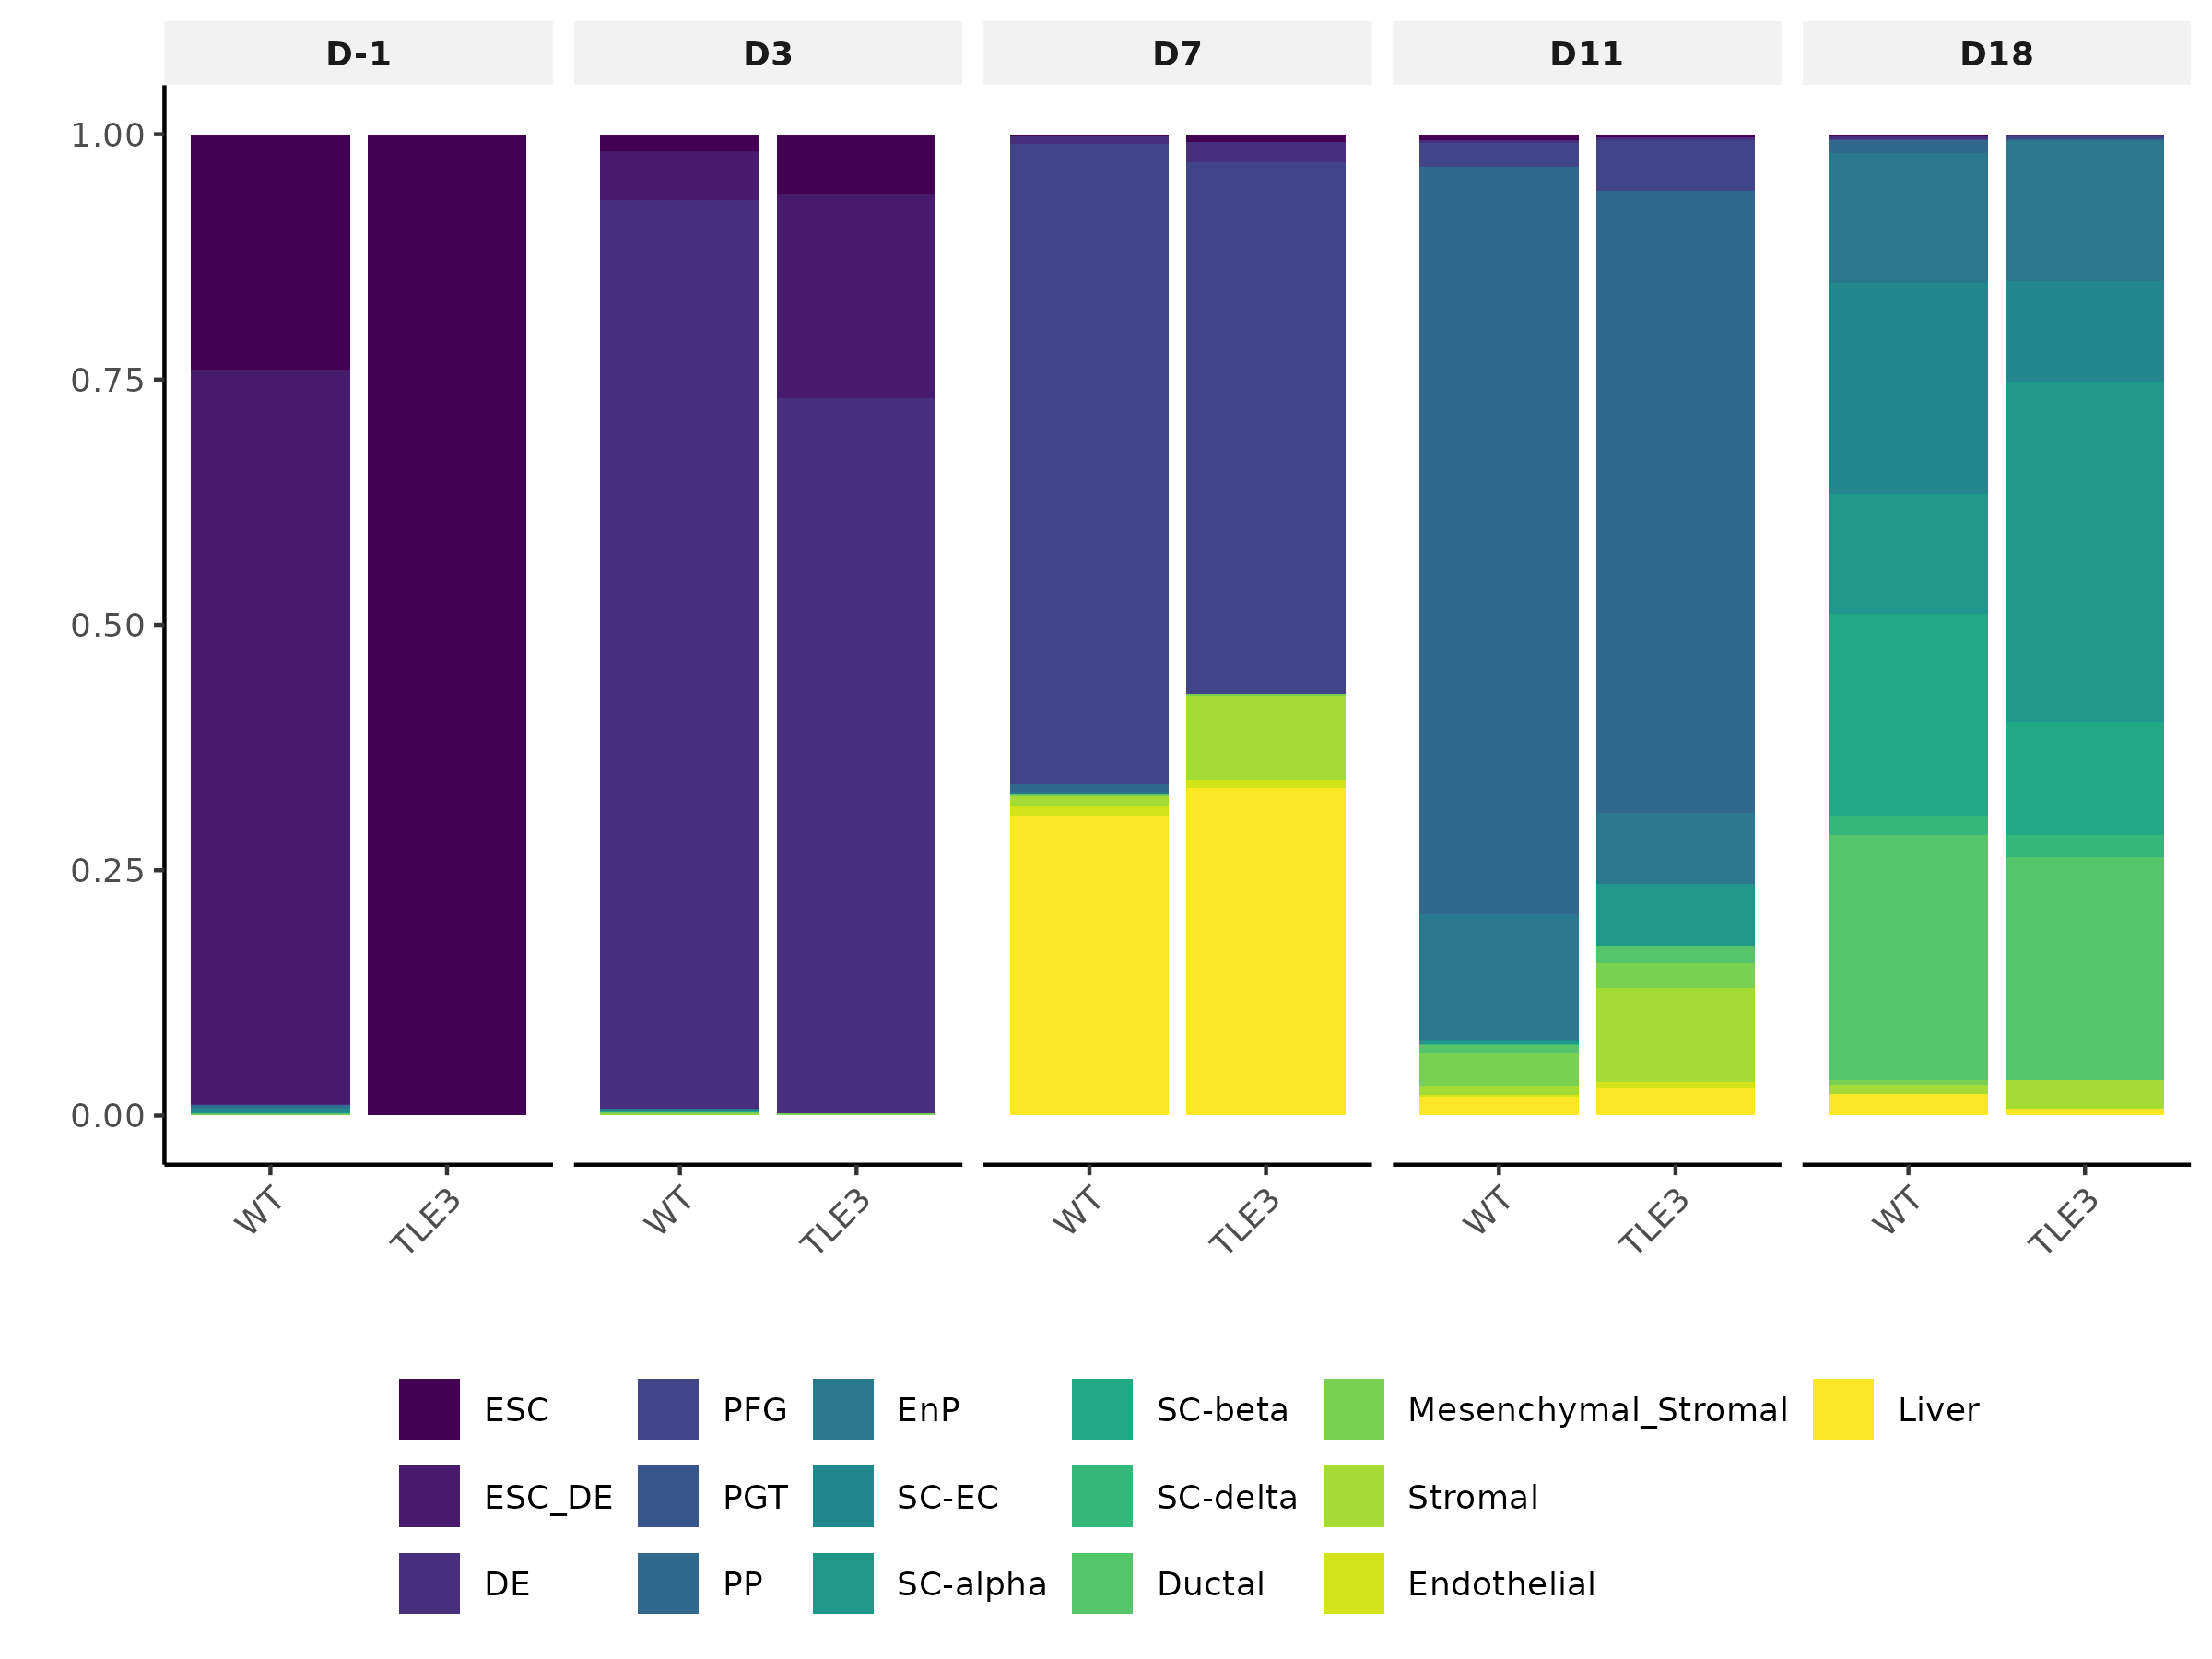 D-1 D3 D7 D11 D18
1.00
0.75
0.50
0.25
0.00
WT TLE3 WT TLE3 WT TLE3 WT TLE3 WT TLE3
ESC PFG EnP SC-beta Mesenchymal_Stromal Liver
ESC_DE PGT SC-EC SC-delta Stromal
DE PP SC-alpha Ductal Endothelial